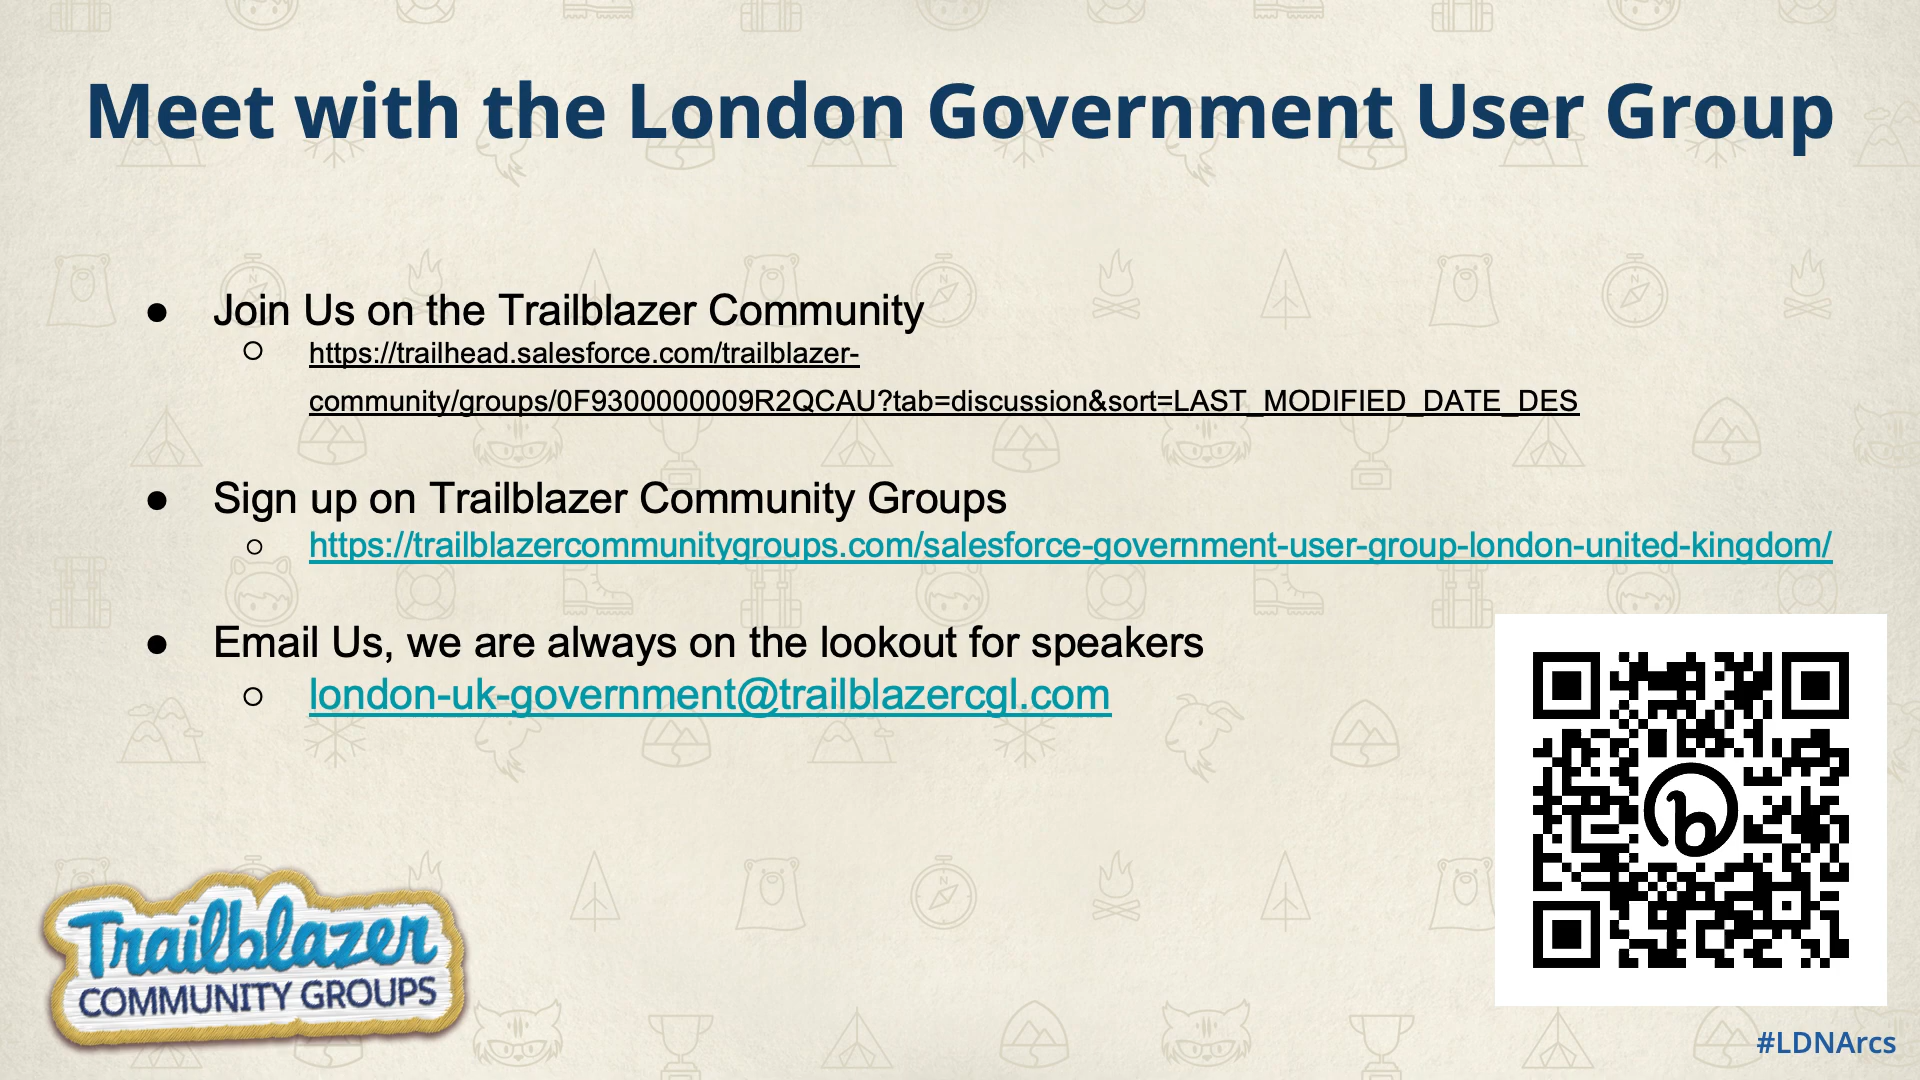 Meet with the London Government User Group
● Join Us on the Trailblazer Community
○ https://trailhead.salesforce.com/trailblazer-
community/groups/0F9300000009R2QCAU?tab=discussion&sort=LAST_MODIFIED_DATE_DES
● Sign up on Trailblazer Community Groups
○ https://trailblazercommunitygroups.com/salesforce-government-user-group-london-united-kingdom/
● Email Us, we are always on the lookout for speakers
○ london-uk-government@trailblazercgl.com
Trailblazer
COMMUNITY GROUPS
#LDNArcs